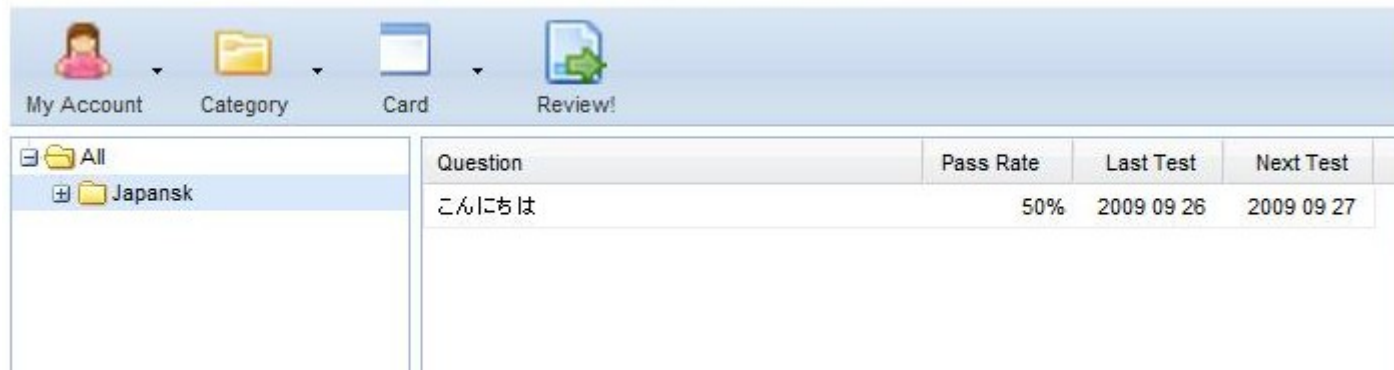 My Account Category Card Review!
All
Japansk
Question Pass Rate Last Test Next Test
こんにちは 50% 2009 09 26 2009 09 27